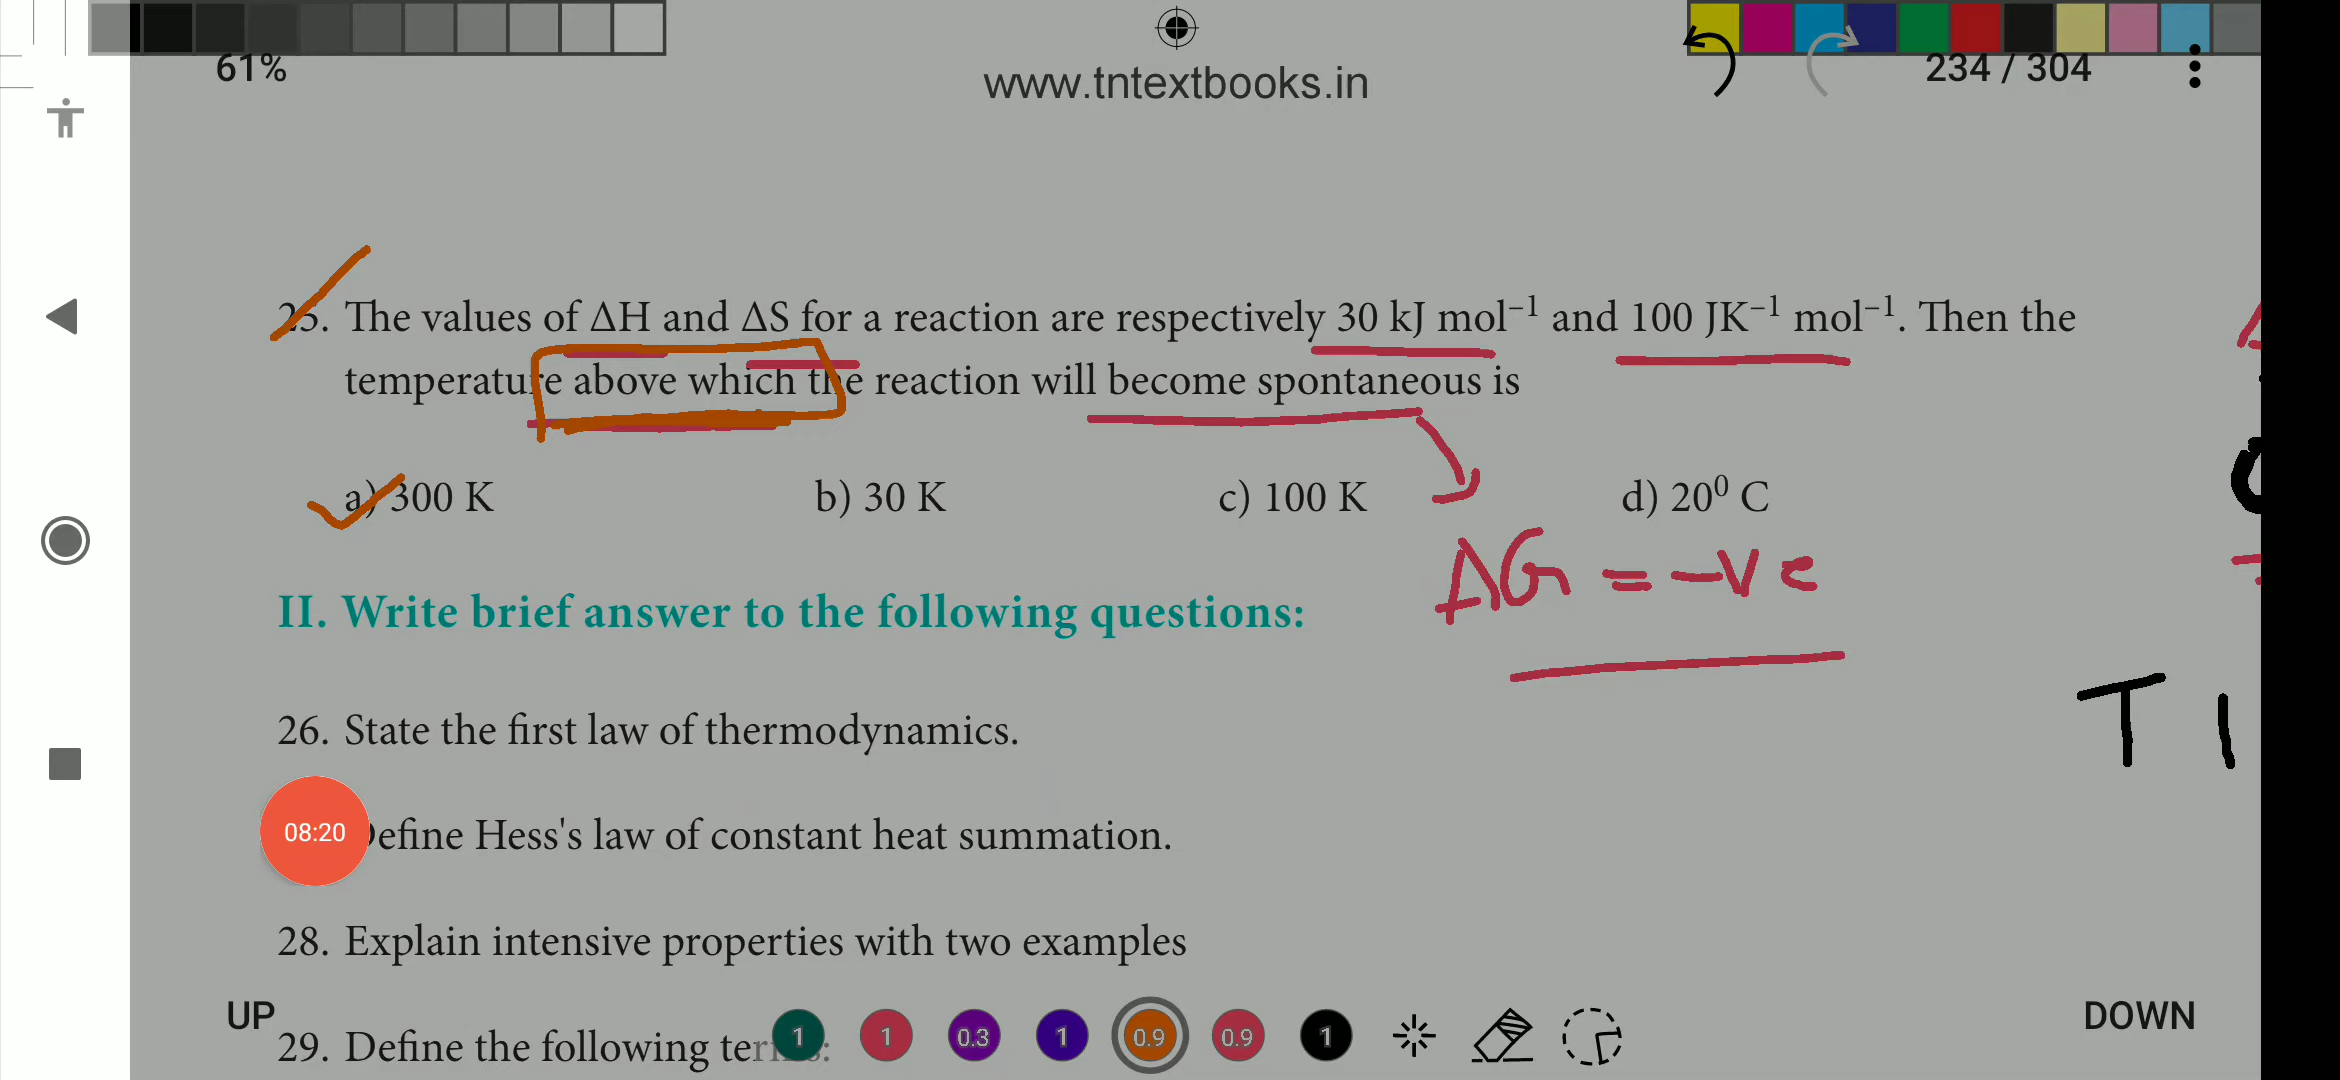 61%
www.tntextbooks.in
234 / 304
25. The values of ΔH and ΔS for a reaction are respectively 30 kJ mol⁻¹ and 100 JK⁻¹ mol⁻¹. Then the
temperature above which the reaction will become spontaneous is
a) 300 K b) 30 K c) 100 K d) 20⁰ C
ΔG = -ve
II. Write brief answer to the following questions:
T
26. State the first law of thermodynamics.
08:20
Define Hess's law of constant heat summation.
28. Explain intensive properties with two examples
UP
DOWN
29. Define the following terms:
1 1 0.3 1 0.9 0.9 1